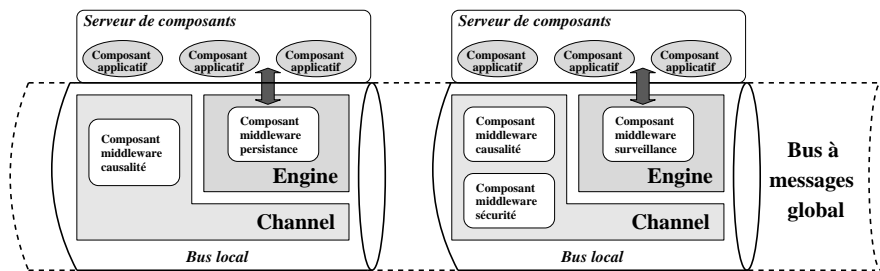 Serveur de composants
Composant
applicatif
Composant
applicatif
Composant
applicatif
Composant
middleware
causalité
Composant
middleware
persistance
Engine
Channel
Bus local
Serveur de composants
Composant
applicatif
Composant
applicatif
Composant
applicatif
Composant
middleware
causalité
Composant
middleware
sécurité
Composant
middleware
surveillance
Engine
Channel
Bus local
Bus à
messages
global